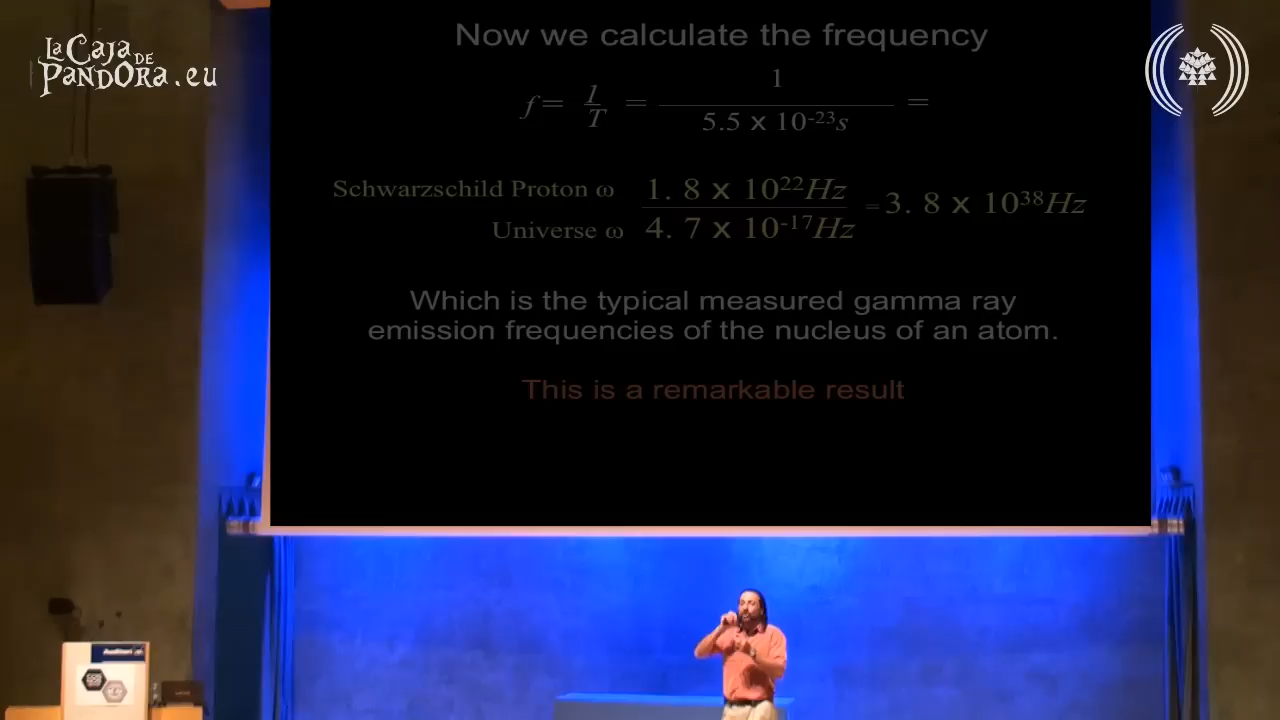 La Caja
DE
PANDORA.eu
Now we calculate the frequency
f = 1/T = 1 / 5.5 x 10⁻²³s =
Schwarzschild Proton ω 1. 8 x 10²²Hz
Universe ω 4. 7 x 10⁻¹⁷Hz = 3. 8 x 10³⁸Hz
Which is the typical measured gamma ray
emission frequencies of the nucleus of an atom.
This is a remarkable result